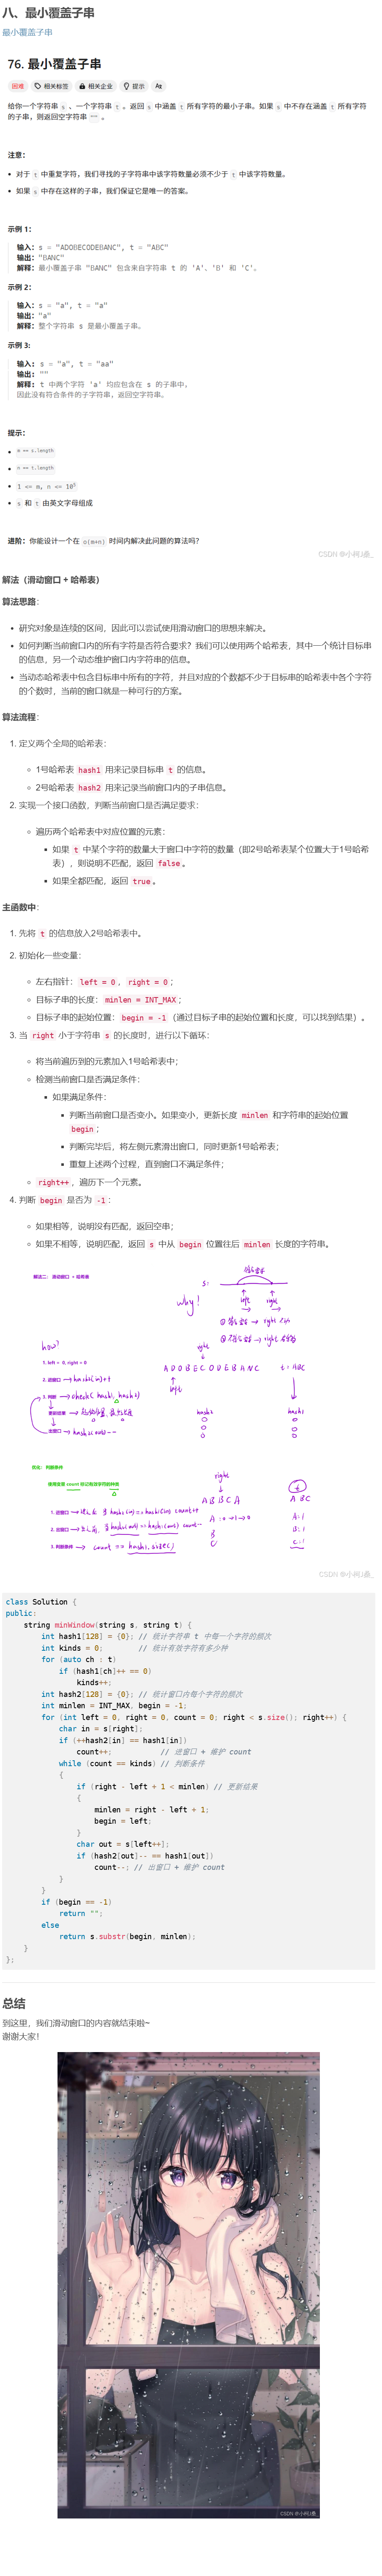 八、最小覆盖子串
最小覆盖子串
76. 最小覆盖子串
困难 相关标签 相关企业 提示 Ax
给你一个字符串 s 、一个字符串 t 。返回 s 中涵盖 t 所有字符的最小子串。如果 s 中不存在涵盖 t 所有字符
的子串，则返回空字符串 "" 。
注意：
对于 t 中重复字符，我们寻找的子字符串中该字符数量必须不少于 t 中该字符数量。
如果 s 中存在这样的子串，我们保证它是唯一的答案。
示例 1：
输入：s = "ADOBECODEBANC", t = "ABC"
输出："BANC"
解释：最小覆盖子串 "BANC" 包含来自字符串 t 的 'A'、'B' 和 'C'。
示例 2：
输入：s = "a", t = "a"
输出："a"
解释：整个字符串 s 是最小覆盖子串。
示例 3:
输入: s = "a", t = "aa"
输出: ""
解释: t 中两个字符 'a' 均应包含在 s 的子串中，
因此没有符合条件的子字符串，返回空字符串。
提示：
m == s.length
n == t.length
1 <= m, n <= 10^5
s 和 t 由英文字母组成
进阶：你能设计一个在 o(m+n) 时间内解决此问题的算法吗？
CSDN @小柯J桑_
解法（滑动窗口 + 哈希表）
算法思路：
研究对象是连续的区间，因此可以尝试使用滑动窗口的思想来解决。
如何判断当前窗口内的所有字符是否符合要求？我们可以使用两个哈希表，其中一个统计目标串
的信息，另一个动态维护窗口内字符串的信息。
当动态哈希表中包含目标串中所有的字符，并且对应的个数都不少于目标串的哈希表中各个字符
的个数时，当前的窗口就是一种可行的方案。
算法流程：
1. 定义两个全局的哈希表：
1号哈希表 hash1 用来记录目标串 t 的信息。
2号哈希表 hash2 用来记录当前窗口内的子串信息。
2. 实现一个接口函数，判断当前窗口是否满足要求：
遍历两个哈希表中对应位置的元素：
如果 t 中某个字符的数量大于窗口中字符的数量（即2号哈希表某个位置大于1号哈希
表），则说明不匹配，返回 false 。
如果全都匹配，返回 true 。
主函数中：
1. 先将 t 的信息放入2号哈希表中。
2. 初始化一些变量：
左右指针：left = 0，right = 0；
目标子串的长度：minlen = INT_MAX；
目标子串的起始位置：begin = -1（通过目标子串的起始位置和长度，可以找到结果）。
3. 当 right 小于字符串 s 的长度时，进行以下循环：
将当前遍历到的元素加入1号哈希表中；
检测当前窗口是否满足条件：
如果满足条件：
判断当前窗口是否变小。如果变小，更新长度 minlen 和字符串的起始位置
begin；
判断完毕后，将左侧元素滑出窗口，同时更新1号哈希表；
重复上述两个过程，直到窗口不满足条件；
right++，遍历下一个元素。
4. 判断 begin 是否为 -1：
如果相等，说明没有匹配，返回空串；
如果不相等，说明匹配，返回 s 中从 begin 位置往后 minlen 长度的字符串。
解法二：滑动窗口 + 哈希表
s:
why!
left right
how?
1. left = 0, right = 0
2. 进窗口 → hash2[in]++
3. 判断 → check(hash1, hash2)
更新结果 → 起始位置，最短长度
出窗口 → hash2[out]--
right
A D O B E C O D E B A N C t = ABC
left
hash2 hash1
优化：判断条件
使用变量 count 标记有效字符的种类
right
A B B C A
A B C
A: 0→1→0
B
C
A: 1
B: 1
C: 1
3. 判断条件 → count == hash1.size()
CSDN @小柯J桑_
class Solution {
public:
string minWindow(string s, string t) {
int hash1[128] = {0}; // 统计字符串 t 中每一个字符的频次
int kinds = 0; // 统计有效字符有多少种
for (auto ch : t)
if (hash1[ch]++ == 0)
kinds++;
int hash2[128] = {0}; // 统计窗口内每个字符的频次
int minlen = INT_MAX, begin = -1;
for (int left = 0, right = 0, count = 0; right < s.size(); right++) {
char in = s[right];
if (++hash2[in] == hash1[in])
count++; // 进窗口 + 维护 count
while (count == kinds) // 判断条件
{
if (right - left + 1 < minlen) // 更新结果
{
minlen = right - left + 1;
begin = left;
}
char out = s[left++];
if (hash2[out]-- == hash1[out])
count--; // 出窗口 + 维护 count
}
}
if (begin == -1)
return "";
else
return s.substr(begin, minlen);
}
};
总结
到这里，我们滑动窗口的内容就结束啦~
谢谢大家！
CSDN @小柯J桑_